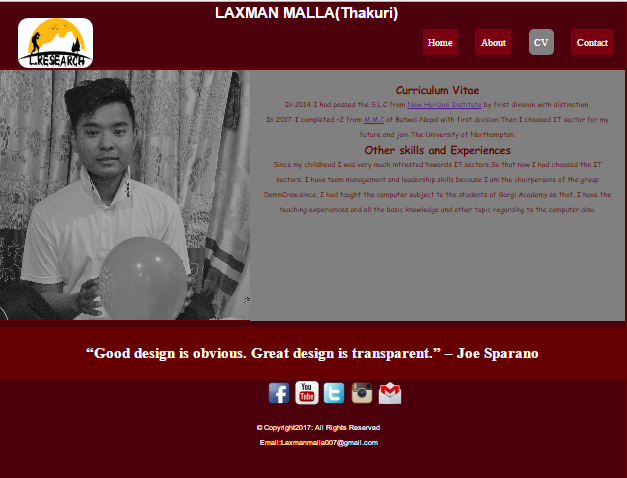 LAXMAN MALLA(Thakuri)
L.RESEARCH
Home About CV Contact
Curriculum Vitae
In 2014-I had passed the S.L.C from New Horizon Institute by first division with distinction.
In 2017-I completed +2 from M.M.C at Butwal-Nepal with first division.Then I choosed IT sector for my
future and join The University of Northampton.
Other skills and Experiences
Since my childhood I was very much intrested towards IT sectors.So that now I had choosed the IT
sectors. I have team management and leadership skills because I am the chairpersons of the group
DamnCrew.since, I had taught the computer subject to the students of Gargi Academy so that, I have the
teaching experiences and all the basic knowledge and other topic regarding to the computer also.
“Good design is obvious. Great design is transparent.” – Joe Sparano
You
Tube
© Copyright2017: All Rights Reserved
Email:Laxmanmalla007@gmail.com